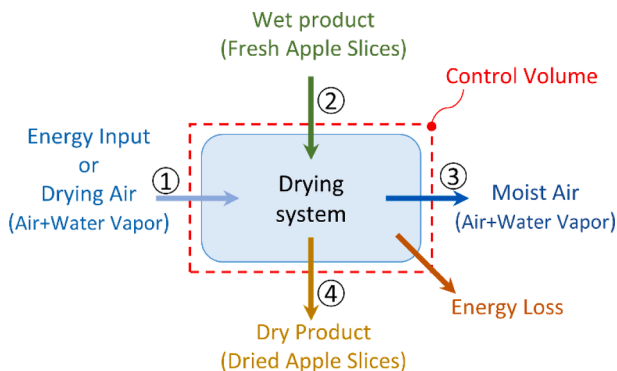 Wet product
(Fresh Apple Slices)
②
Control Volume
Energy Input
or
Drying Air
(Air+Water Vapor)
①
Drying
system
③
Moist Air
(Air+Water Vapor)
④
Energy Loss
Dry Product
(Dried Apple Slices)